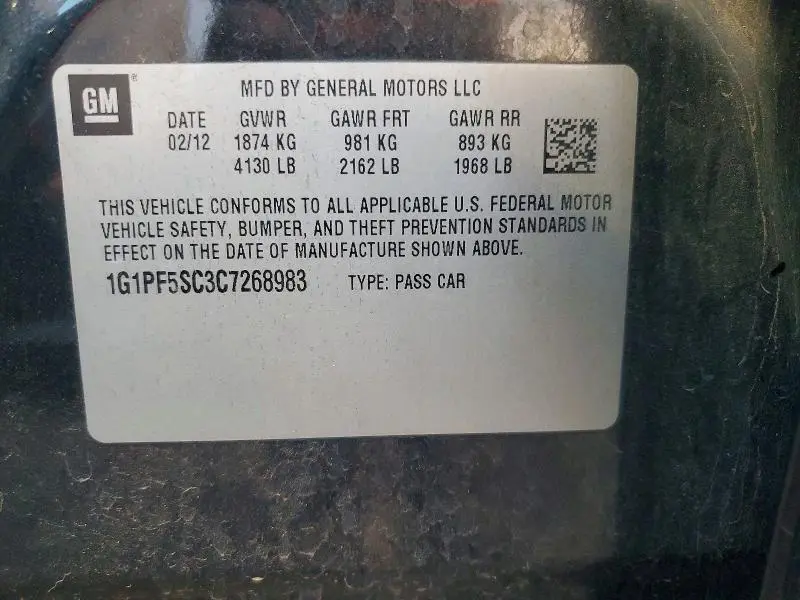 GM ®
MFD BY GENERAL MOTORS LLC
DATE GVWR GAWR FRT GAWR RR
02/12 1874 KG 981 KG 893 KG
4130 LB 2162 LB 1968 LB
THIS VEHICLE CONFORMS TO ALL APPLICABLE U.S. FEDERAL MOTOR
VEHICLE SAFETY, BUMPER, AND THEFT PREVENTION STANDARDS IN
EFFECT ON THE DATE OF MANUFACTURE SHOWN ABOVE.
1G1PF5SC3C7268983 TYPE: PASS CAR